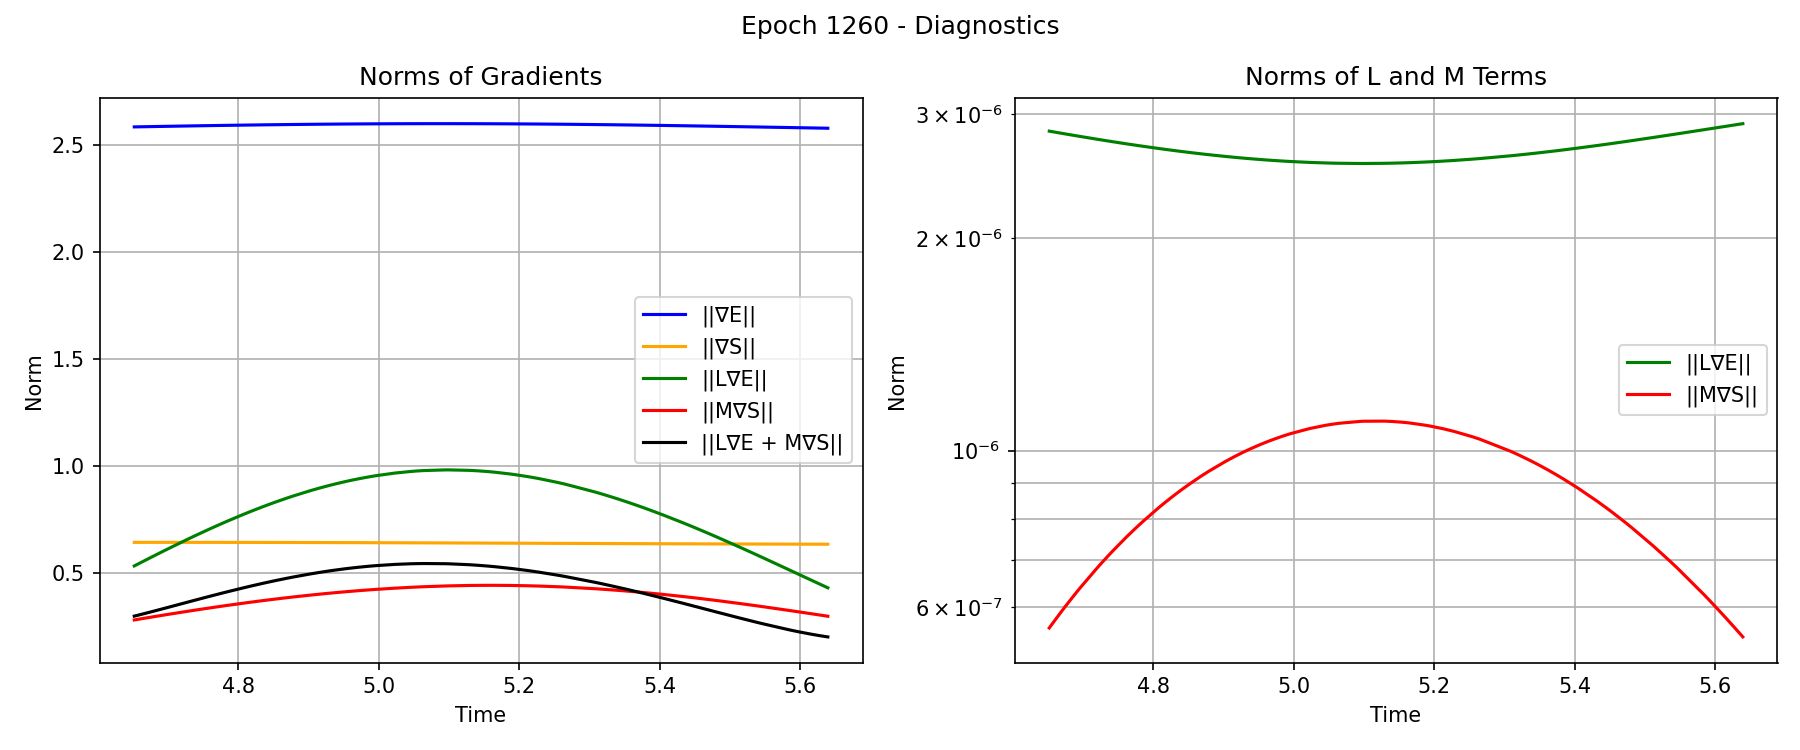 Epoch 1260 - Diagnostics
Norms of Gradients
Norm
2.5
2.0
1.5
1.0
0.5
||∇E||
||∇S||
||L∇E||
||M∇S||
||L∇E + M∇S||
4.8
5.0
5.2
5.4
5.6
Time
Norms of L and M Terms
Norm
3 × 10⁻⁶
2 × 10⁻⁶
10⁻⁶
6 × 10⁻⁷
||L∇E||
||M∇S||
4.8
5.0
5.2
5.4
5.6
Time